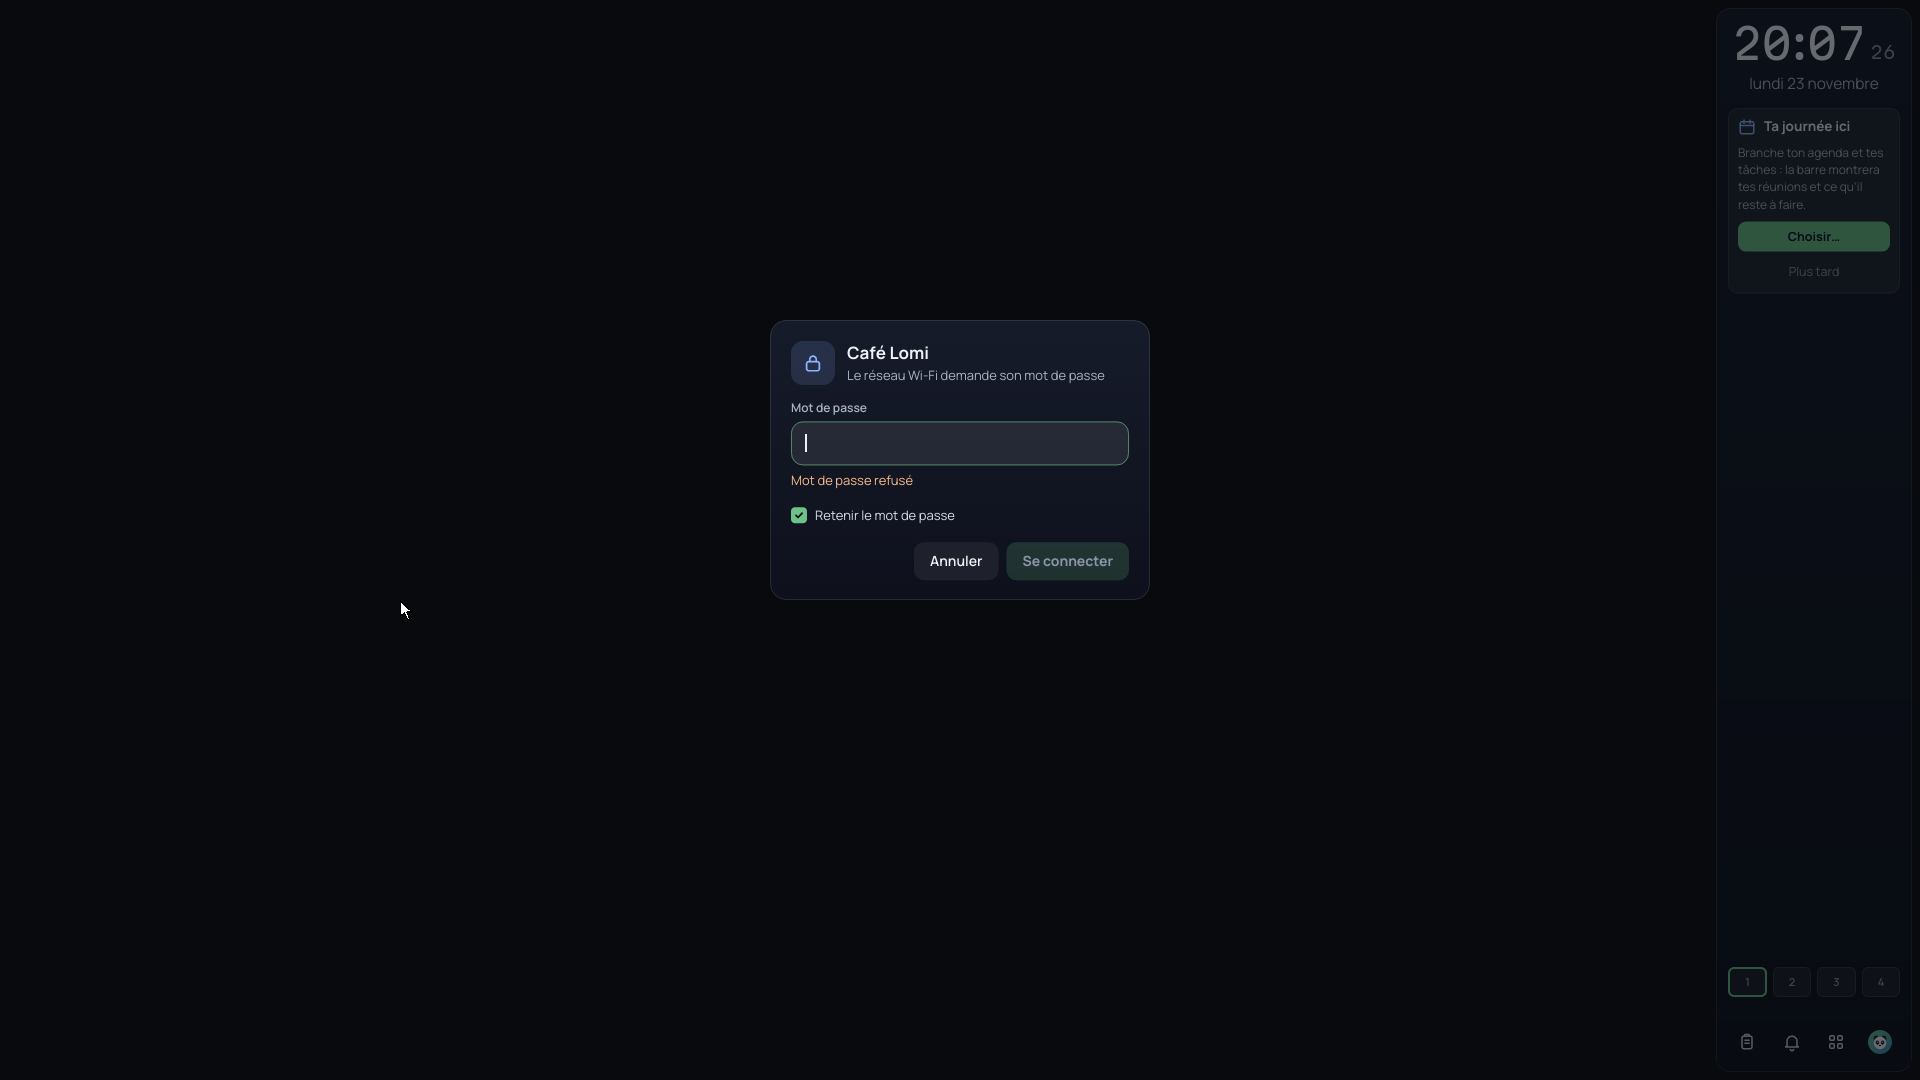 20:07 26
lundi 23 novembre
Ta journée ici
Branche ton agenda et tes
tâches : la barre montrera
tes réunions et ce qu'il
reste à faire.
Choisir…
Plus tard
Café Lomi
Le réseau Wi-Fi demande son mot de passe
Mot de passe
Mot de passe refusé
Retenir le mot de passe
Annuler
Se connecter
1
2
3
4